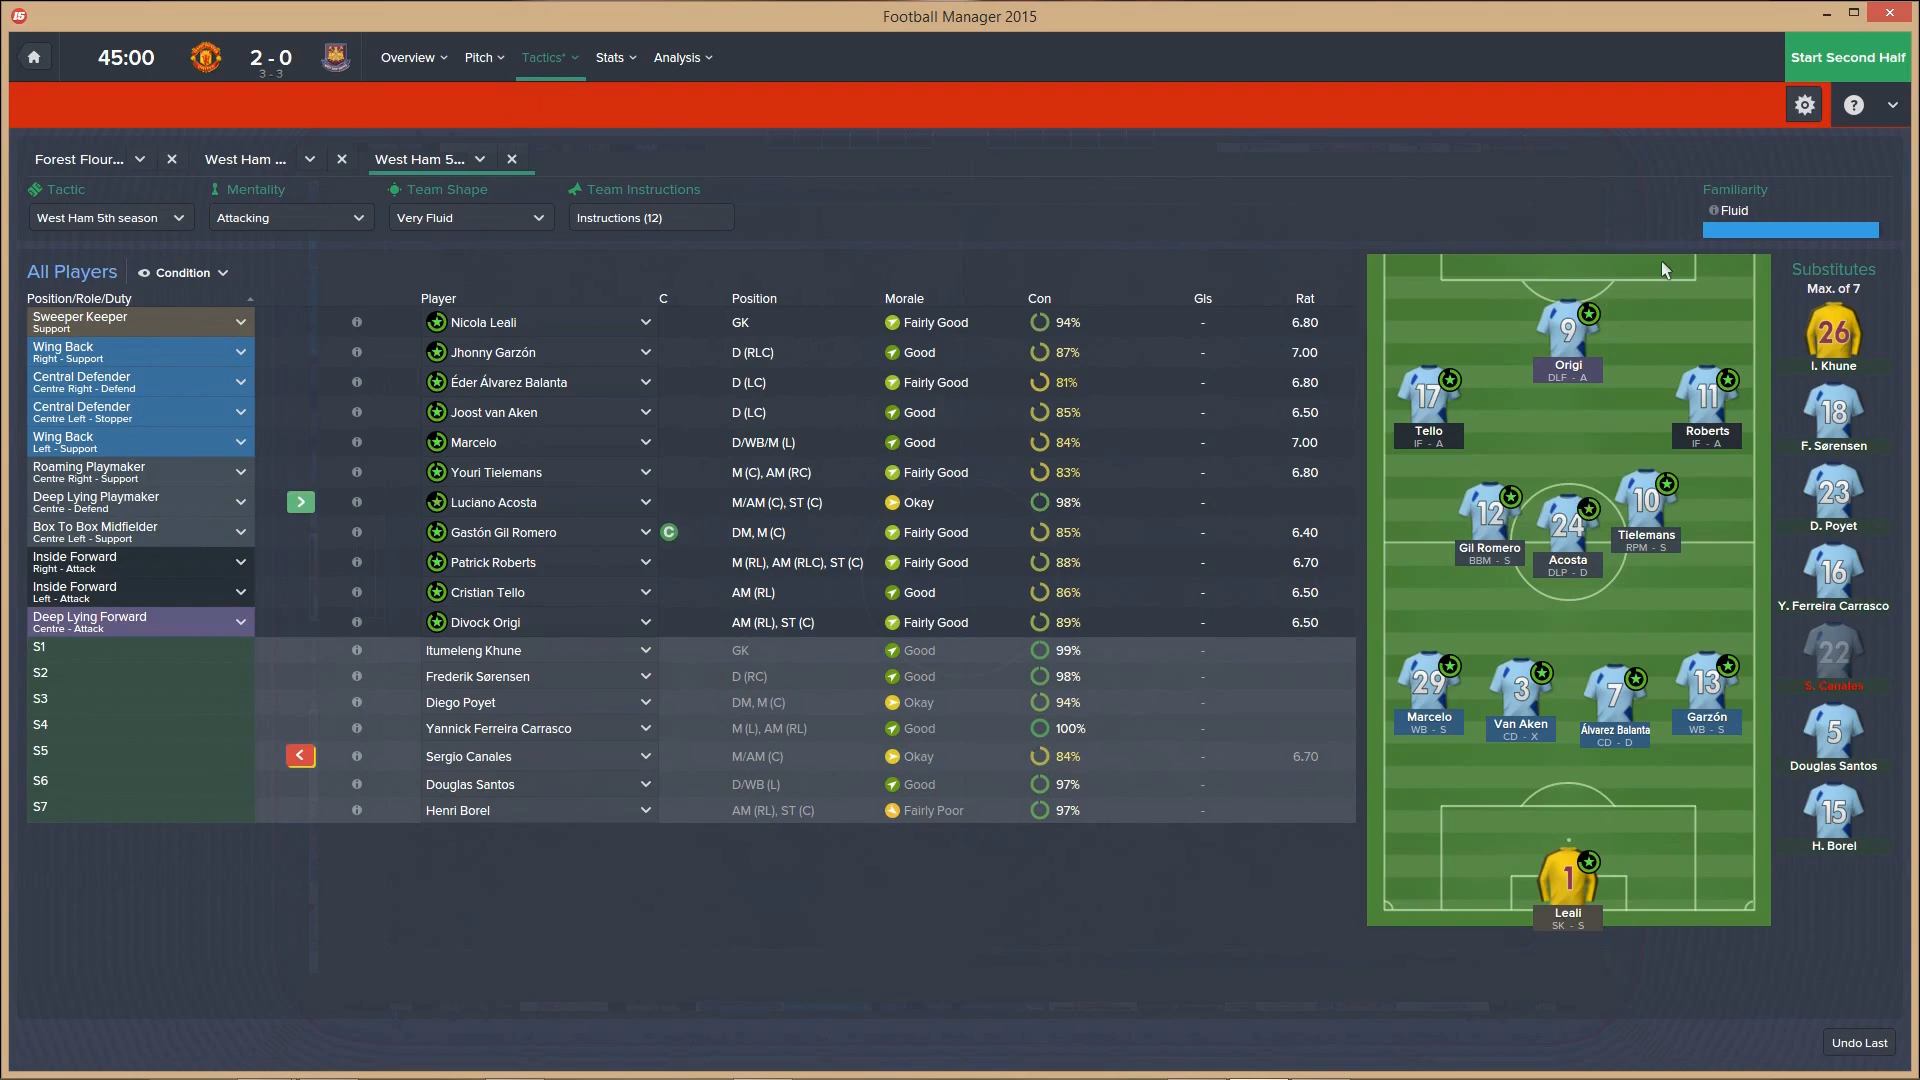 15
Football Manager 2015
45:00
2 - 0
3 - 3
Overview
Pitch
Tactics*
Stats
Analysis
Start Second Half
?
Forest Flour...
West Ham ...
West Ham 5...
Tactic
Mentality
Team Shape
Team Instructions
Familiarity
West Ham 5th season
Attacking
Very Fluid
Instructions (12)
Fluid
All Players
Condition
Position/Role/Duty
Player
C
Position
Morale
Con
Gls
Rat
Sweeper Keeper
Support
Nicola Leali
GK
Fairly Good
94%
-
6.80
Wing Back
Right - Support
Jhonny Garzón
D (RLC)
Good
87%
-
7.00
Central Defender
Centre Right - Defend
Éder Álvarez Balanta
D (LC)
Fairly Good
81%
-
6.80
Central Defender
Centre Left - Stopper
Joost van Aken
D (LC)
Good
85%
-
6.50
Wing Back
Left - Support
Marcelo
D/WB/M (L)
Good
84%
-
7.00
Roaming Playmaker
Centre Right - Support
Youri Tielemans
M (C), AM (RC)
Fairly Good
83%
-
6.80
Deep Lying Playmaker
Centre - Defend
Luciano Acosta
M/AM (C), ST (C)
Okay
98%
-
Box To Box Midfielder
Centre Left - Support
Gastón Gil Romero
C
DM, M (C)
Fairly Good
85%
-
6.40
Inside Forward
Right - Attack
Patrick Roberts
M (RL), AM (RLC), ST (C)
Fairly Good
88%
-
6.70
Inside Forward
Left - Attack
Cristian Tello
AM (RL)
Good
86%
-
6.50
Deep Lying Forward
Centre - Attack
Divock Origi
AM (RL), ST (C)
Fairly Good
89%
-
6.50
S1
Itumeleng Khune
GK
Good
99%
-
S2
Frederik Sørensen
D (RC)
Good
98%
-
S3
Diego Poyet
DM, M (C)
Okay
94%
-
S4
Yannick Ferreira Carrasco
M (L), AM (RL)
Good
100%
-
S5
Sergio Canales
M/AM (C)
Okay
84%
-
6.70
S6
Douglas Santos
D/WB (L)
Good
97%
-
S7
Henri Borel
AM (RL), ST (C)
Fairly Poor
97%
-
9
Origi
DLF - A
17
Tello
IF - A
11
Roberts
IF - A
12
Gil Romero
BBM - S
24
Acosta
DLP - D
10
Tielemans
RPM - S
29
Marcelo
WB - S
3
Van Aken
CD - X
7
Álvarez Balanta
CD - D
13
Garzón
WB - S
1
Leali
SK - S
Substitutes
Max. of 7
26
I. Khune
18
F. Sørensen
23
D. Poyet
16
Y. Ferreira Carrasco
22
S. Canales
5
Douglas Santos
15
H. Borel
Undo Last